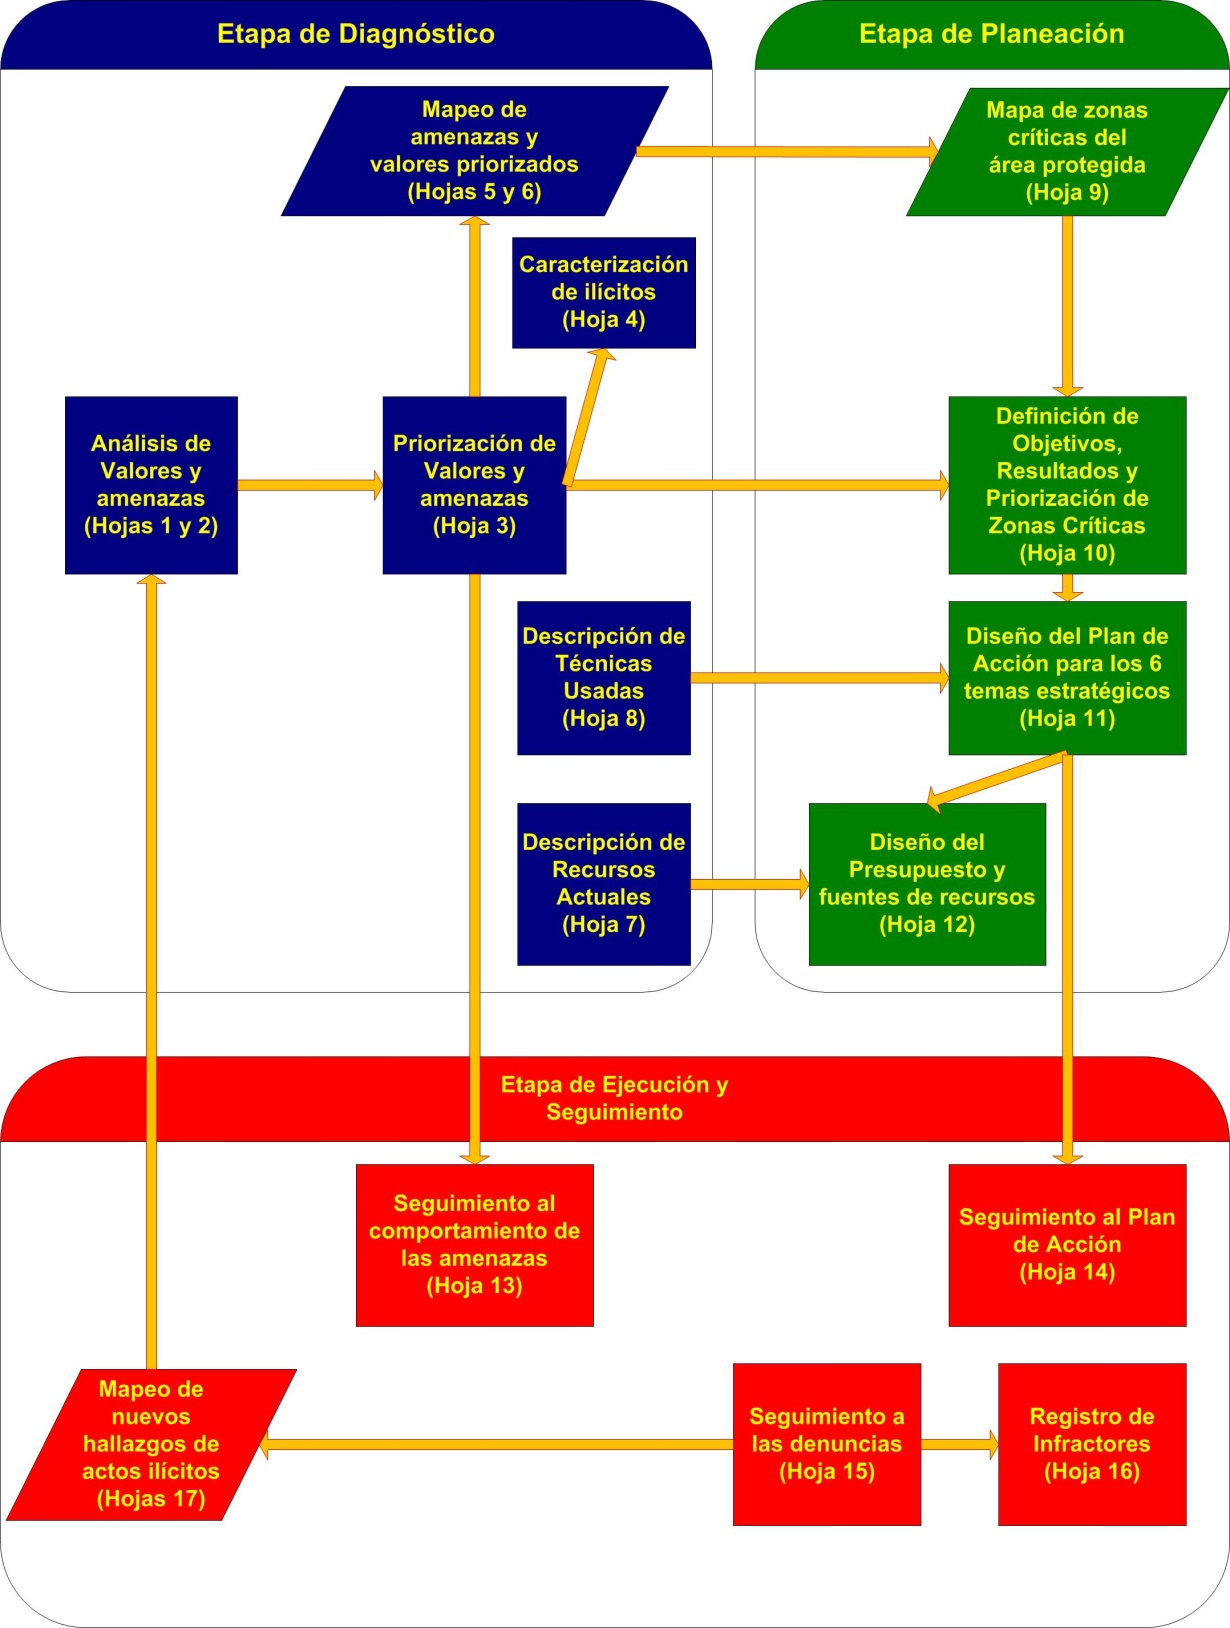 Etapa de Diagnóstico
Etapa de Planeación
Mapeo de
amenazas y
valores priorizados
(Hojas 5 y 6)
Mapa de zonas
críticas del
área protegida
(Hoja 9)
Caracterización
de ilícitos
(Hoja 4)
Análisis de
Valores y
amenazas
(Hojas 1 y 2)
Priorización de
Valores y
amenazas
(Hoja 3)
Definición de
Objetivos,
Resultados y
Priorización de
Zonas Críticas
(Hoja 10)
Descripción de
Técnicas
Usadas
(Hoja 8)
Diseño del Plan de
Acción para los 6
temas estratégicos
(Hoja 11)
Descripción de
Recursos
Actuales
(Hoja 7)
Diseño del
Presupuesto y
fuentes de recursos
(Hoja 12)
Etapa de Ejecución y
Seguimiento
Seguimiento al
comportamiento de
las amenazas
(Hoja 13)
Seguimiento al Plan
de Acción
(Hoja 14)
Mapeo de
nuevos
hallazgos de
actos ilícitos
(Hojas 17)
Seguimiento a
las denuncias
(Hoja 15)
Registro de
Infractores
(Hoja 16)